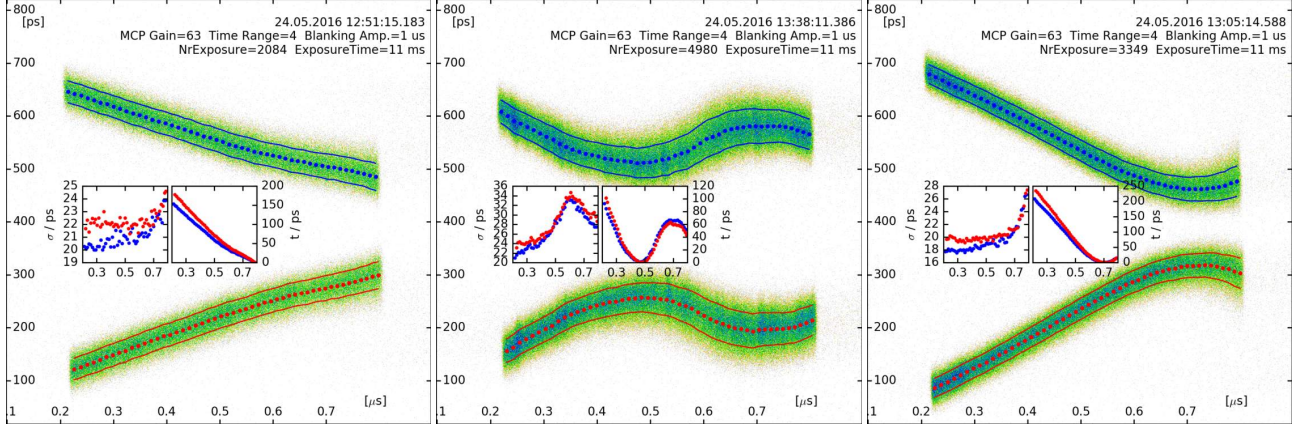 800
[ps]
24.05.2016 12:51:15.183
MCP Gain=63 Time Range=4 Blanking Amp.=1 us
NrExposure=2084 ExposureTime=11 ms
700
600
500
400
300
200
100
25
24
23
22
21
20
19
σ / ps
0.3 0.5 0.7
200
150
100
50
0
t / ps
0.3 0.5 0.7
[μs]
.1 0.2 0.3 0.4 0.5 0.6 0.7
800
[ps]
24.05.2016 13:38:11.386
MCP Gain=63 Time Range=4 Blanking Amp.=1 us
NrExposure=4980 ExposureTime=11 ms
700
600
500
400
300
200
100
36
34
32
30
28
26
24
22
20
σ / ps
0.3 0.5 0.7
120
100
80
60
40
20
0
t / ps
0.3 0.5 0.7
[μs]
.1 0.2 0.3 0.4 0.5 0.6 0.7
800
[ps]
24.05.2016 13:05:14.588
MCP Gain=63 Time Range=4 Blanking Amp.=1 us
NrExposure=3349 ExposureTime=11 ms
700
600
500
400
300
200
100
28
26
24
22
20
18
16
σ / ps
0.3 0.5 0.7
250
200
150
100
50
0
t / ps
0.3 0.5 0.7
[μs]
.1 0.2 0.3 0.4 0.5 0.6 0.7